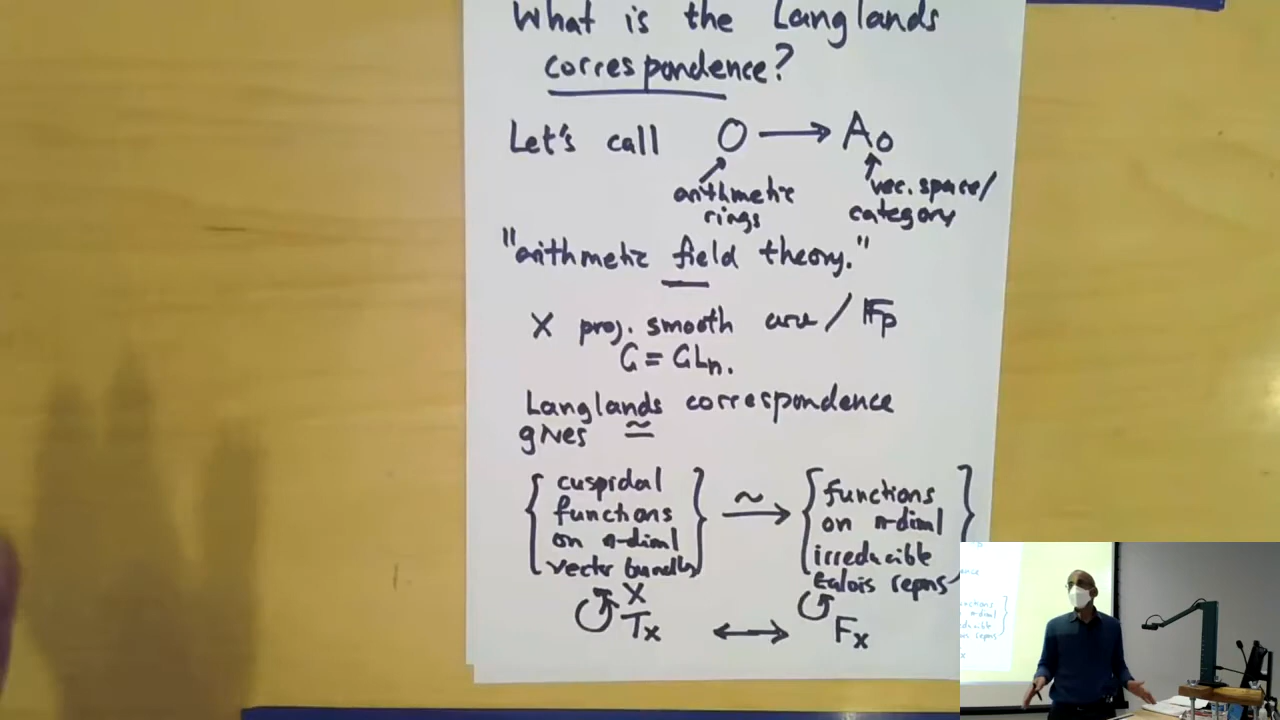 What is the Langlands
correspondence?
Let's call O → A_O
arithmetic rings
vec. space/ category
"arithmetic field theory."
X proj. smooth curve / F_p
G = GL_n.
Langlands correspondence
gives ≅
{ cuspidal functions on n-diml vector bundles } ~→ { functions on n-diml irreducible Galois repns }
↺ X
T_x ↔ ↺ F_x